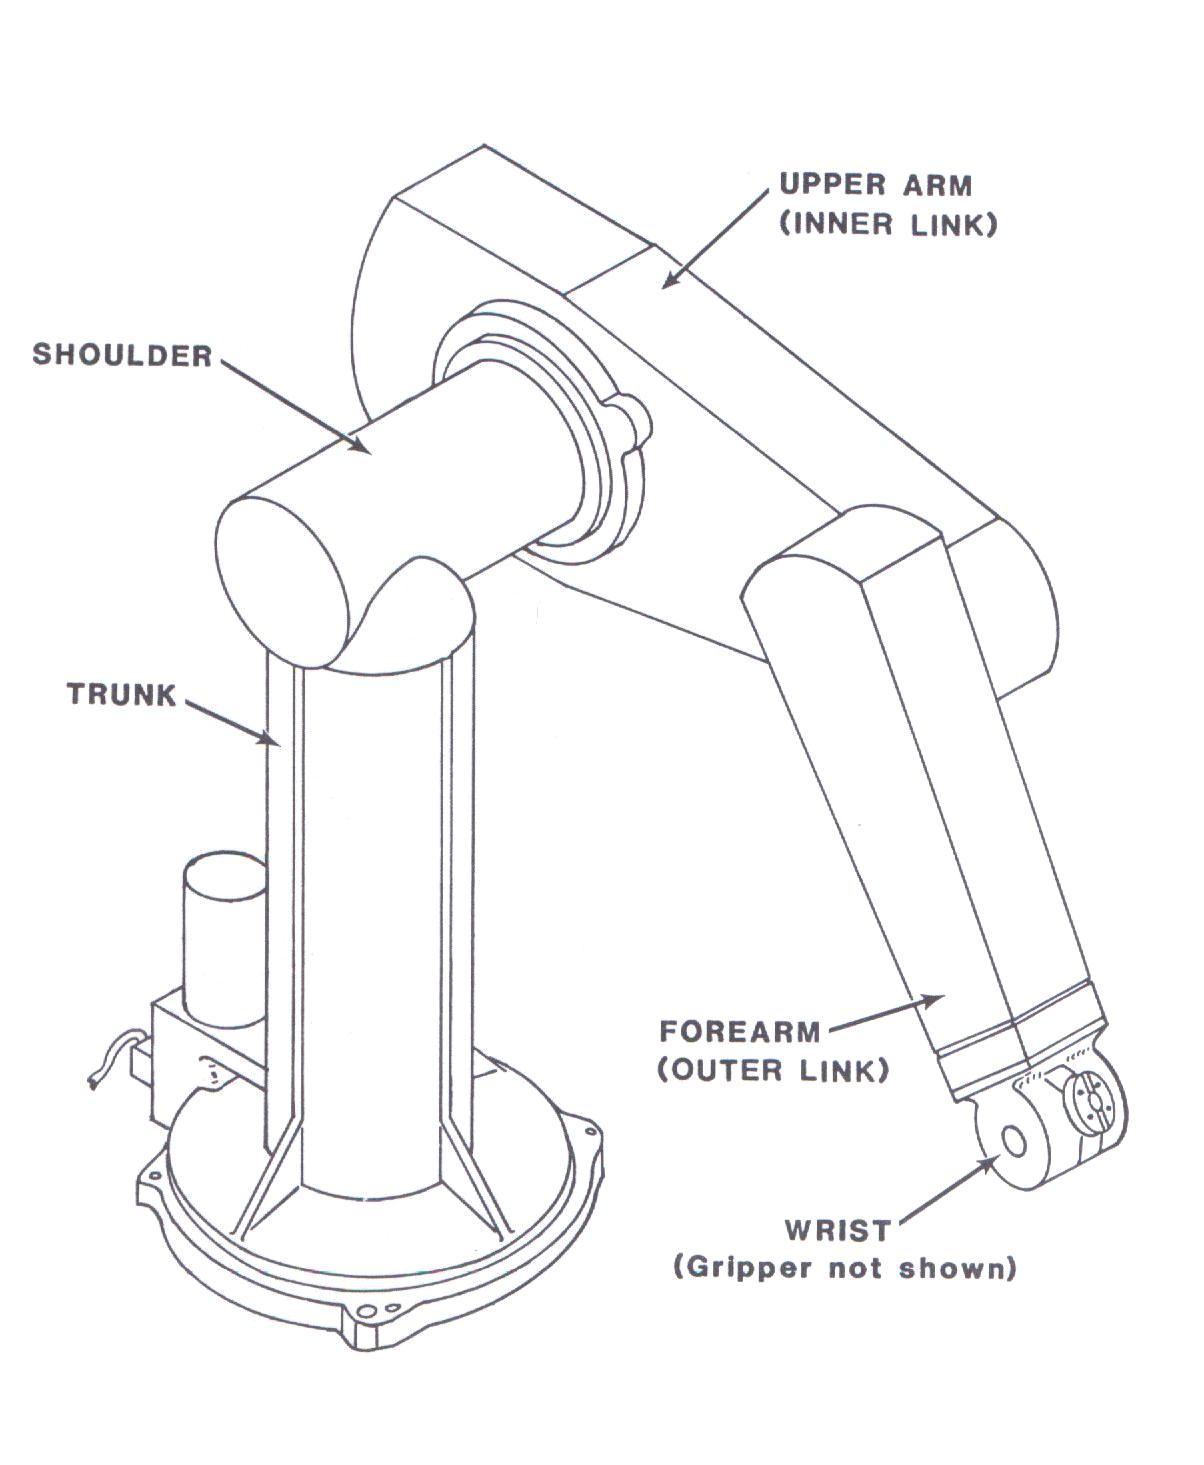 UPPER ARM
(INNER LINK)
SHOULDER
TRUNK
FOREARM
(OUTER LINK)
WRIST
(Gripper not shown)